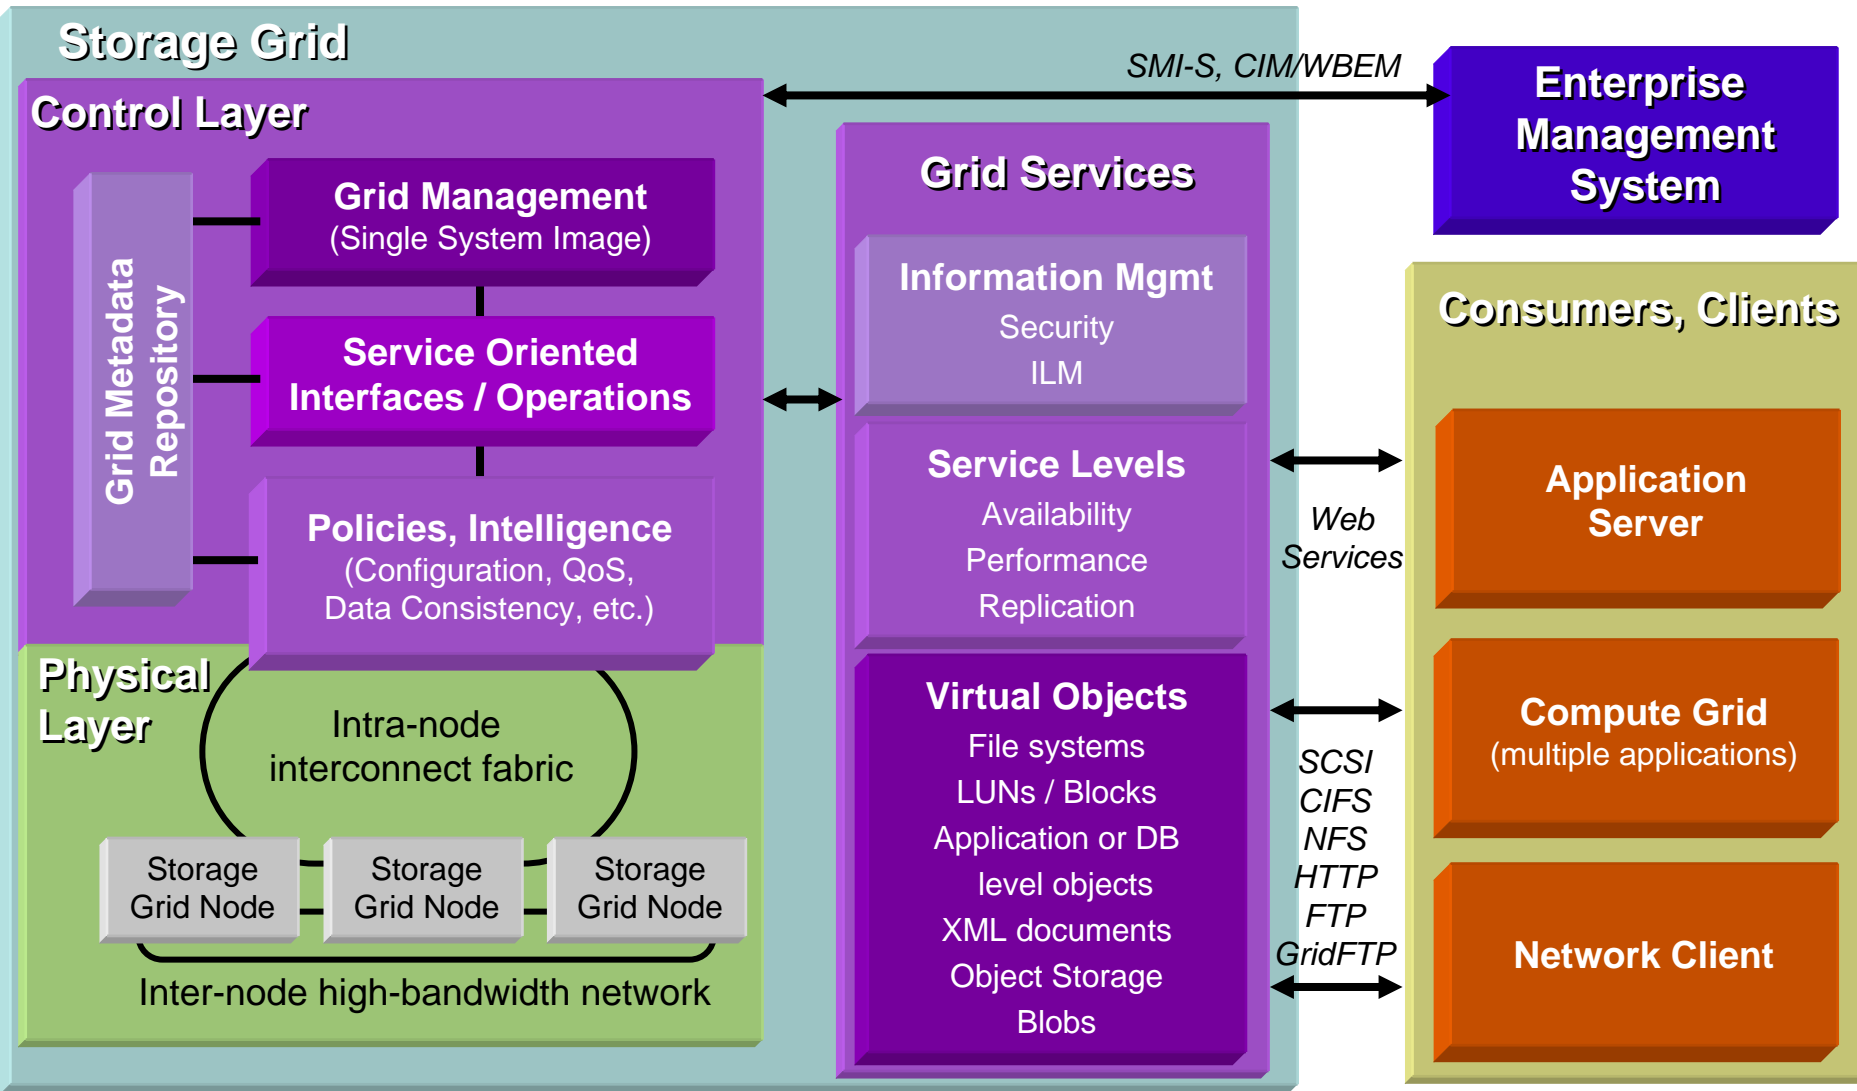 Storage Grid
Control Layer
Grid Metadata
Repository
Grid Management
(Single System Image)
Service Oriented
Interfaces / Operations
Policies, Intelligence
(Configuration, QoS,
Data Consistency, etc.)
Physical
Layer
Intra-node
interconnect fabric
Storage
Grid Node
Storage
Grid Node
Storage
Grid Node
Inter-node high-bandwidth network
Grid Services
Information Mgmt
Security
ILM
Service Levels
Availability
Performance
Replication
Virtual Objects
File systems
LUNs / Blocks
Application or DB
level objects
XML documents
Object Storage
Blobs
SMI-S, CIM/WBEM
Enterprise
Management
System
Web
Services
SCSI
CIFS
NFS
HTTP
FTP
GridFTP
Consumers, Clients
Application
Server
Compute Grid
(multiple applications)
Network Client